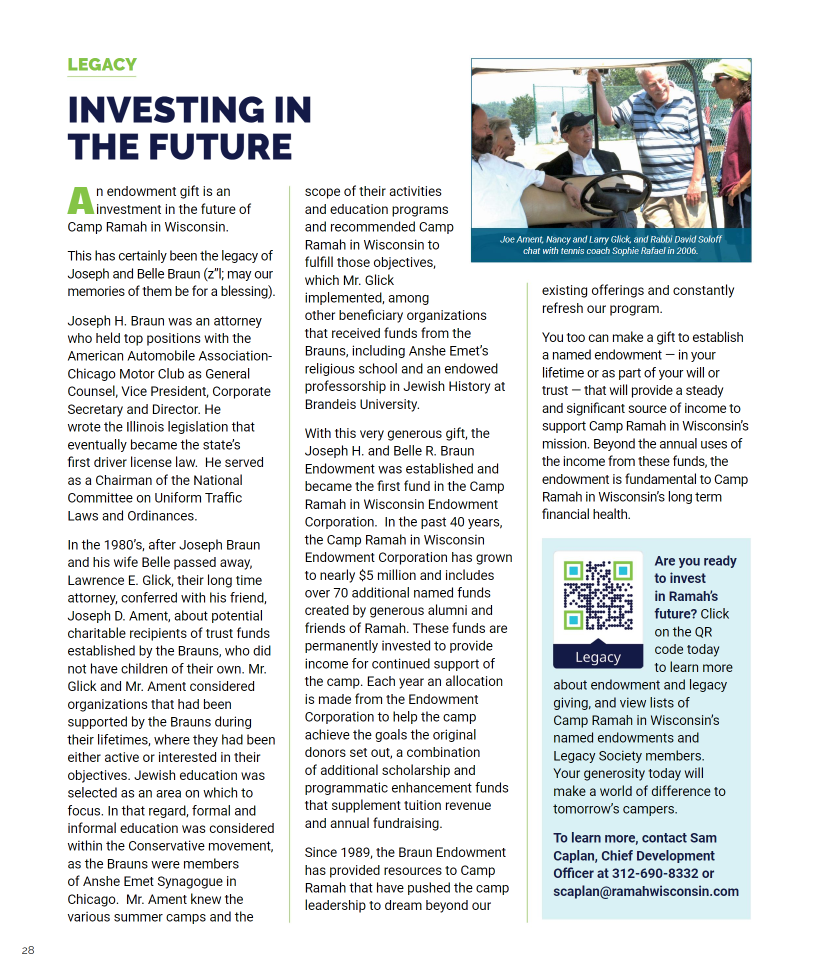 LEGACY
INVESTING IN
THE FUTURE
An endowment gift is an
investment in the future of
Camp Ramah in Wisconsin.
This has certainly been the legacy of
Joseph and Belle Braun (z"l; may our
memories of them be for a blessing).
Joseph H. Braun was an attorney
who held top positions with the
American Automobile Association-
Chicago Motor Club as General
Counsel, Vice President, Corporate
Secretary and Director. He
wrote the Illinois legislation that
eventually became the state's
first driver license law.  He served
as a Chairman of the National
Committee on Uniform Traffic
Laws and Ordinances.
In the 1980's, after Joseph Braun
and his wife Belle passed away,
Lawrence E. Glick, their long time
attorney, conferred with his friend,
Joseph D. Ament, about potential
charitable recipients of trust funds
established by the Brauns, who did
not have children of their own. Mr.
Glick and Mr. Ament considered
organizations that had been
supported by the Brauns during
their lifetimes, where they had been
either active or interested in their
objectives. Jewish education was
selected as an area on which to
focus. In that regard, formal and
informal education was considered
within the Conservative movement,
as the Brauns were members
of Anshe Emet Synagogue in
Chicago.  Mr. Ament knew the
various summer camps and the
scope of their activities
and education programs
and recommended Camp
Ramah in Wisconsin to
fulfill those objectives,
which Mr. Glick
implemented, among
other beneficiary organizations
that received funds from the
Brauns, including Anshe Emet's
religious school and an endowed
professorship in Jewish History at
Brandeis University.
With this very generous gift, the
Joseph H. and Belle R. Braun
Endowment was established and
became the first fund in the Camp
Ramah in Wisconsin Endowment
Corporation.  In the past 40 years,
the Camp Ramah in Wisconsin
Endowment Corporation has grown
to nearly $5 million and includes
over 70 additional named funds
created by generous alumni and
friends of Ramah. These funds are
permanently invested to provide
income for continued support of
the camp. Each year an allocation
is made from the Endowment
Corporation to help the camp
achieve the goals the original
donors set out, a combination
of additional scholarship and
programmatic enhancement funds
that supplement tuition revenue
and annual fundraising.
Since 1989, the Braun Endowment
has provided resources to Camp
Ramah that have pushed the camp
leadership to dream beyond our
Joe Ament, Nancy and Larry Glick, and Rabbi David Soloff
chat with tennis coach Sophie Rafael in 2006.
existing offerings and constantly
refresh our program.
You too can make a gift to establish
a named endowment — in your
lifetime or as part of your will or
trust — that will provide a steady
and significant source of income to
support Camp Ramah in Wisconsin's
mission. Beyond the annual uses of
the income from these funds, the
endowment is fundamental to Camp
Ramah in Wisconsin's long term
financial health.
Legacy
Are you ready
to invest
in Ramah's
future? Click
on the QR
code today
to learn more
about endowment and legacy
giving, and view lists of
Camp Ramah in Wisconsin's
named endowments and
Legacy Society members.
Your generosity today will
make a world of difference to
tomorrow's campers.
To learn more, contact Sam
Caplan, Chief Development
Officer at 312-690-8332 or
scaplan@ramahwisconsin.com
28